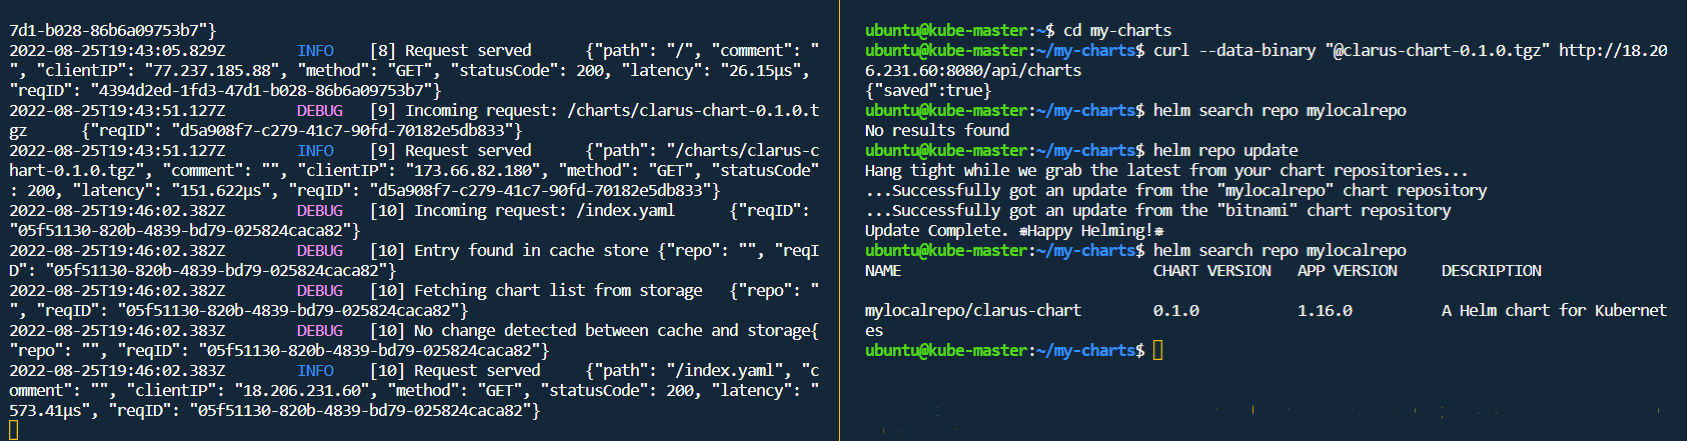 7d1-b028-86b6a09753b7"}
2022-08-25T19:43:05.829Z INFO [8] Request served {"path": "/", "comment": "
", "clientIP": "77.237.185.88", "method": "GET", "statusCode": 200, "latency": "26.15µs",
"reqID": "4394d2ed-1fd3-47d1-b028-86b6a09753b7"}
2022-08-25T19:43:51.127Z DEBUG [9] Incoming request: /charts/clarus-chart-0.1.0.t
gz {"reqID": "d5a908f7-c279-41c7-90fd-70182e5db833"}
2022-08-25T19:43:51.127Z INFO [9] Request served {"path": "/charts/clarus-c
hart-0.1.0.tgz", "comment": "", "clientIP": "173.66.82.180", "method": "GET", "statusCode"
: 200, "latency": "151.622µs", "reqID": "d5a908f7-c279-41c7-90fd-70182e5db833"}
2022-08-25T19:46:02.382Z DEBUG [10] Incoming request: /index.yaml {"reqID":
"05f51130-820b-4839-bd79-025824caca82"}
2022-08-25T19:46:02.382Z DEBUG [10] Entry found in cache store {"repo": "", "reqI
D": "05f51130-820b-4839-bd79-025824caca82"}
2022-08-25T19:46:02.382Z DEBUG [10] Fetching chart list from storage {"repo": "
", "reqID": "05f51130-820b-4839-bd79-025824caca82"}
2022-08-25T19:46:02.383Z DEBUG [10] No change detected between cache and storage{
"repo": "", "reqID": "05f51130-820b-4839-bd79-025824caca82"}
2022-08-25T19:46:02.383Z INFO [10] Request served {"path": "/index.yaml", "c
omment": "", "clientIP": "18.206.231.60", "method": "GET", "statusCode": 200, "latency": "
573.41µs", "reqID": "05f51130-820b-4839-bd79-025824caca82"}
ubuntu@kube-master:~$ cd my-charts
ubuntu@kube-master:~/my-charts$ curl --data-binary "@clarus-chart-0.1.0.tgz" http://18.20
6.231.60:8080/api/charts
{"saved":true}
ubuntu@kube-master:~/my-charts$ helm search repo mylocalrepo
No results found
ubuntu@kube-master:~/my-charts$ helm repo update
Hang tight while we grab the latest from your chart repositories...
...Successfully got an update from the "mylocalrepo" chart repository
...Successfully got an update from the "bitnami" chart repository
Update Complete. ⎈Happy Helming!⎈
ubuntu@kube-master:~/my-charts$ helm search repo mylocalrepo
NAME CHART VERSION APP VERSION DESCRIPTION
mylocalrepo/clarus-chart 0.1.0 1.16.0 A Helm chart for Kubernet
es
ubuntu@kube-master:~/my-charts$